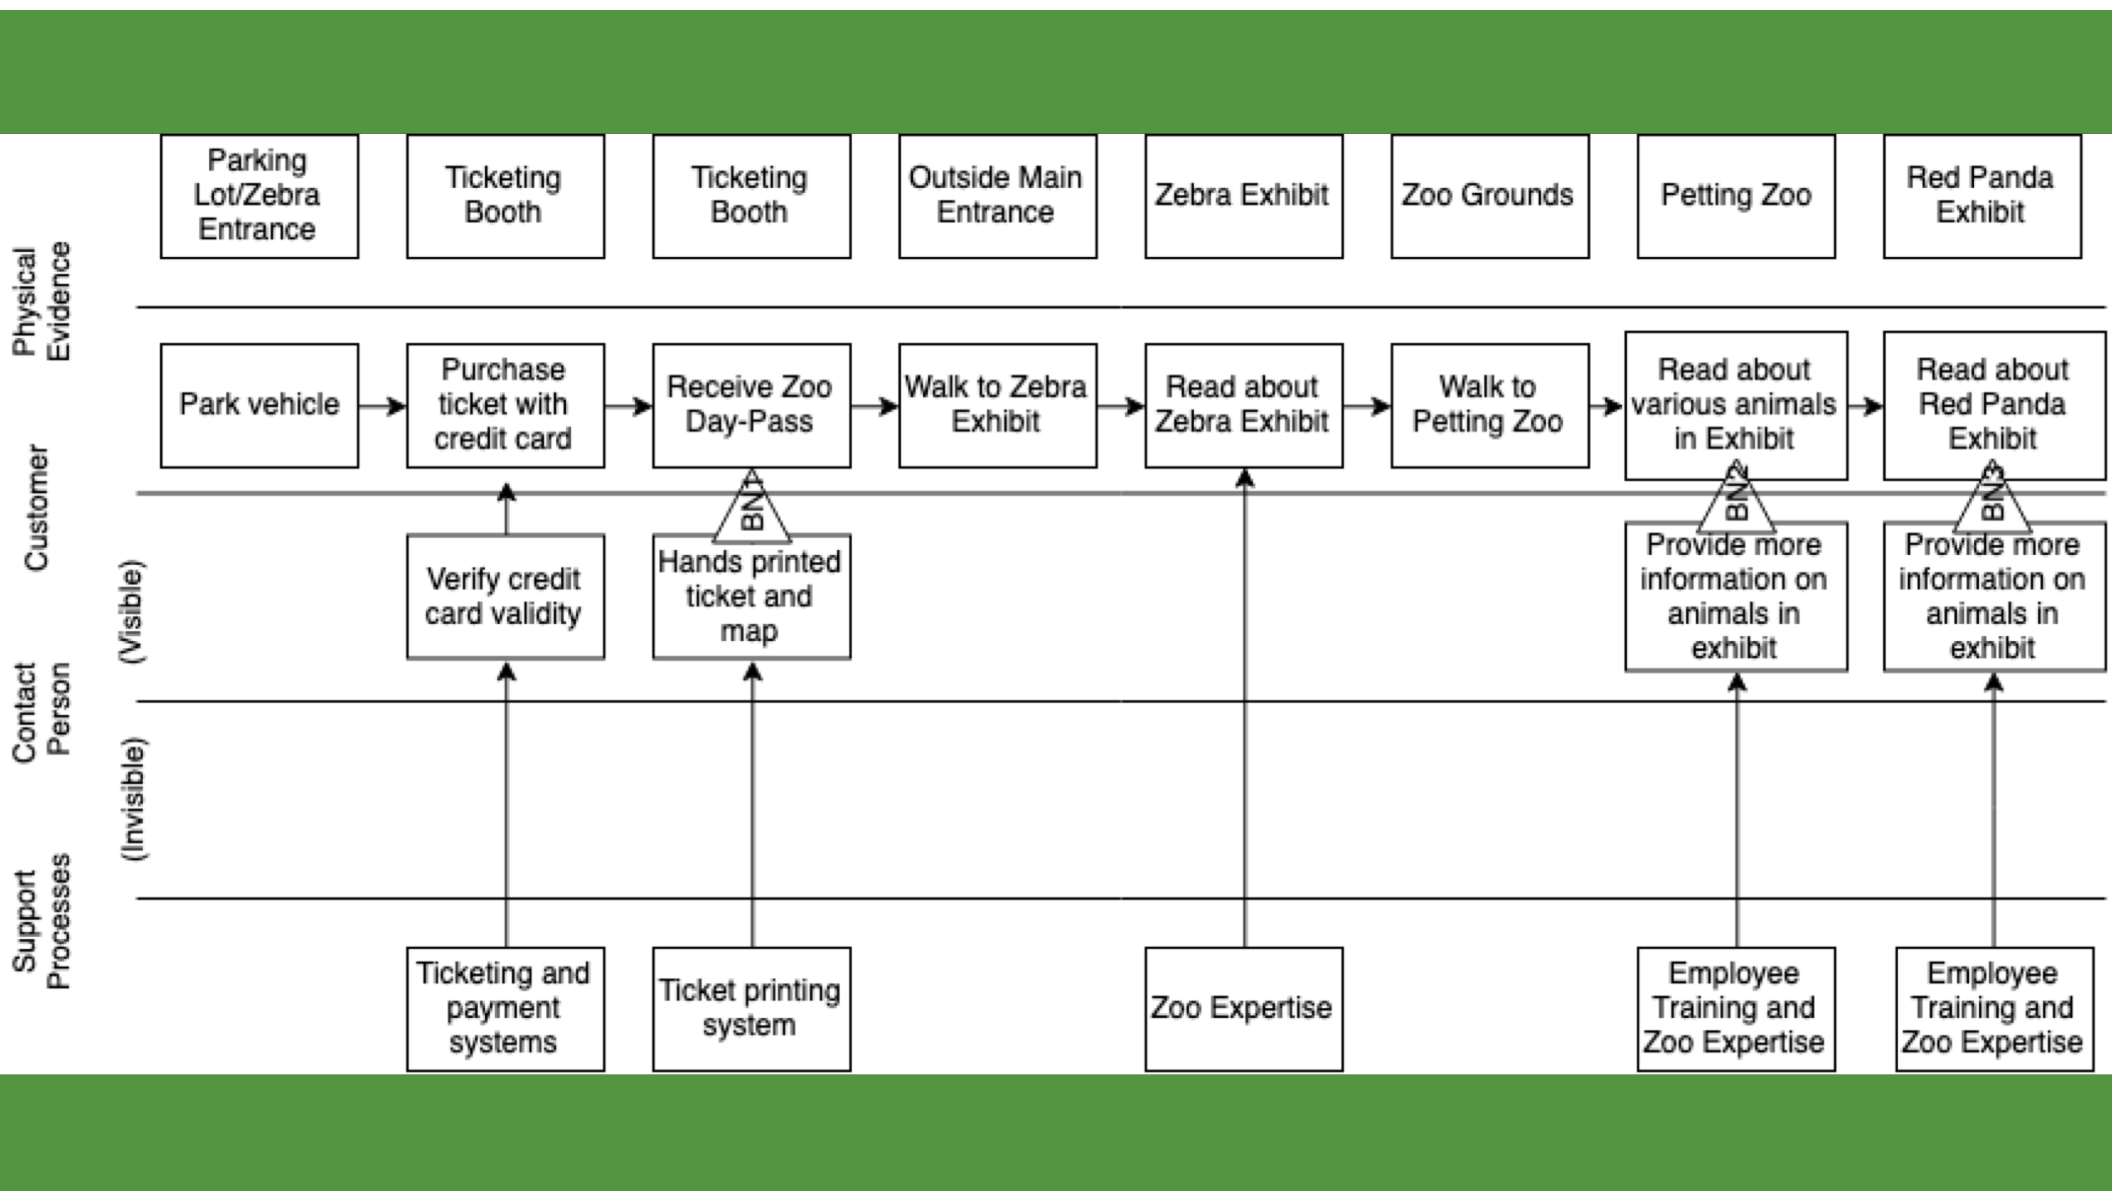 Parking
Lot/Zebra
Entrance
Ticketing
Booth
Ticketing
Booth
Outside Main
Entrance
Zebra Exhibit
Zoo Grounds
Petting Zoo
Red Panda
Exhibit
Physical
Evidence
Park vehicle
Purchase
ticket with
credit card
Receive Zoo
Day-Pass
Walk to Zebra
Exhibit
Read about
Zebra Exhibit
Walk to
Petting Zoo
Read about
various animals
in Exhibit
Read about
Red Panda
Exhibit
Customer
BN1
BN2
BN3
(Visible)
Verify credit
card validity
Hands printed
ticket and
map
Provide more
information on
animals in
exhibit
Provide more
information on
animals in
exhibit
Contact
Person
(Invisible)
Support
Processes
Ticketing and
payment
systems
Ticket printing
system
Zoo Expertise
Employee
Training and
Zoo Expertise
Employee
Training and
Zoo Expertise